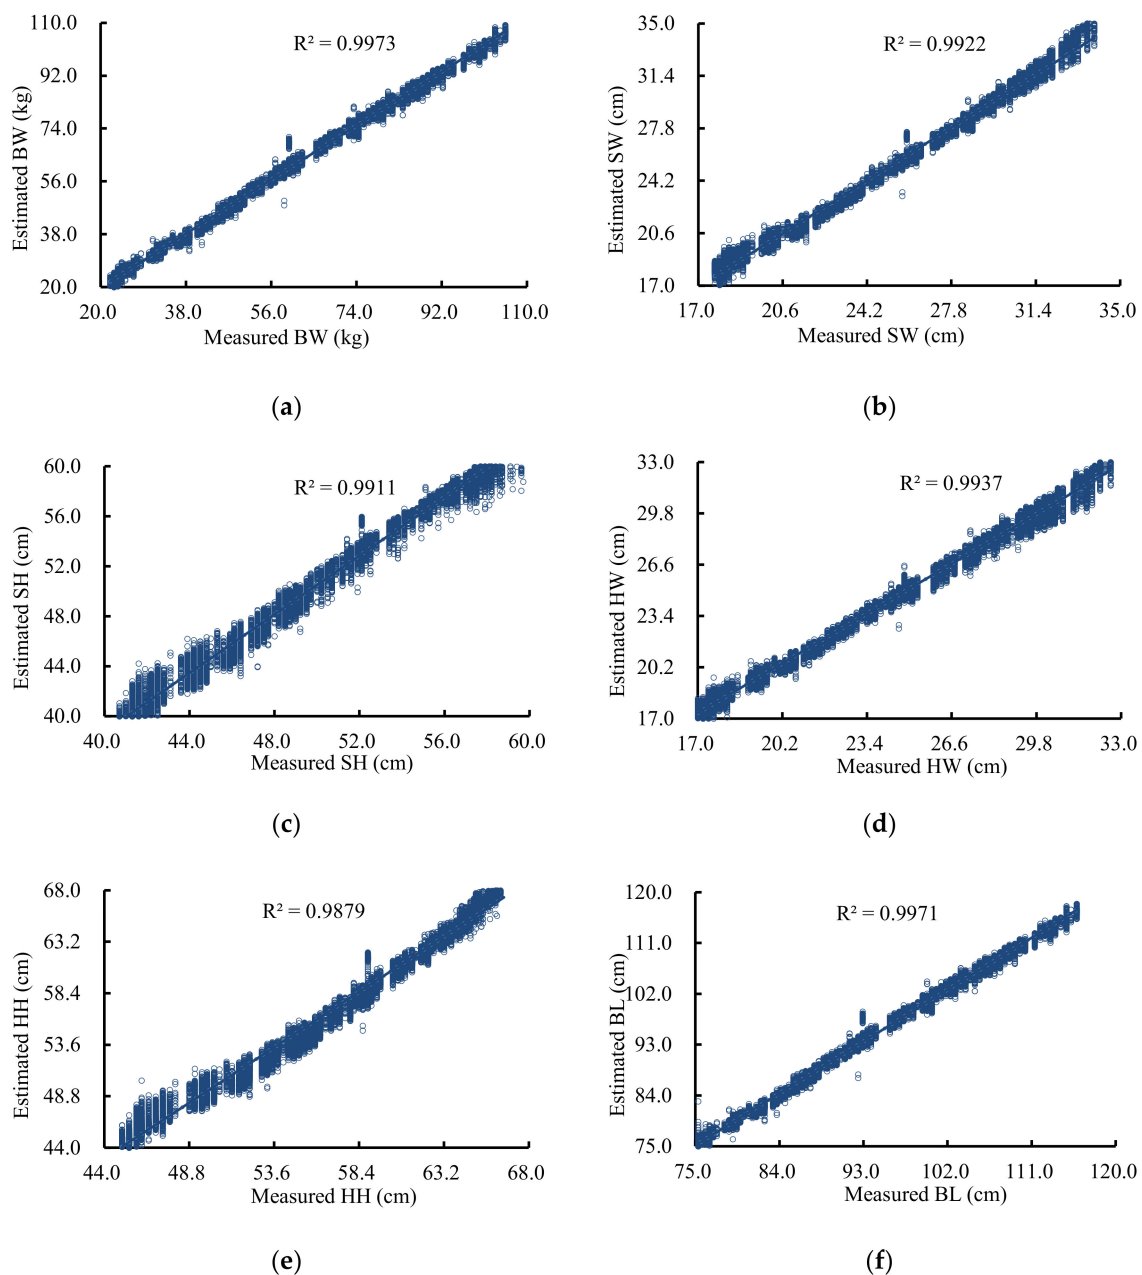 110.0
92.0
74.0
56.0
38.0
20.0
Estimated BW (kg)
R² = 0.9973
20.0 38.0 56.0 74.0 92.0 110.0
Measured BW (kg)
(a)
35.0
31.4
27.8
24.2
20.6
17.0
Estimated SW (cm)
R² = 0.9922
17.0 20.6 24.2 27.8 31.4 35.0
Measured SW (cm)
(b)
60.0
56.0
52.0
48.0
44.0
40.0
Estimated SH (cm)
R² = 0.9911
40.0 44.0 48.0 52.0 56.0 60.0
Measured SH (cm)
(c)
33.0
29.8
26.6
23.4
20.2
17.0
Estimated HW (cm)
R² = 0.9937
17.0 20.2 23.4 26.6 29.8 33.0
Measured HW (cm)
(d)
68.0
63.2
58.4
53.6
48.8
44.0
Estimated HH (cm)
R² = 0.9879
44.0 48.8 53.6 58.4 63.2 68.0
Measured HH (cm)
(e)
120.0
111.0
102.0
93.0
84.0
75.0
Estimated BL (cm)
R² = 0.9971
75.0 84.0 93.0 102.0 111.0 120.0
Measured BL (cm)
(f)